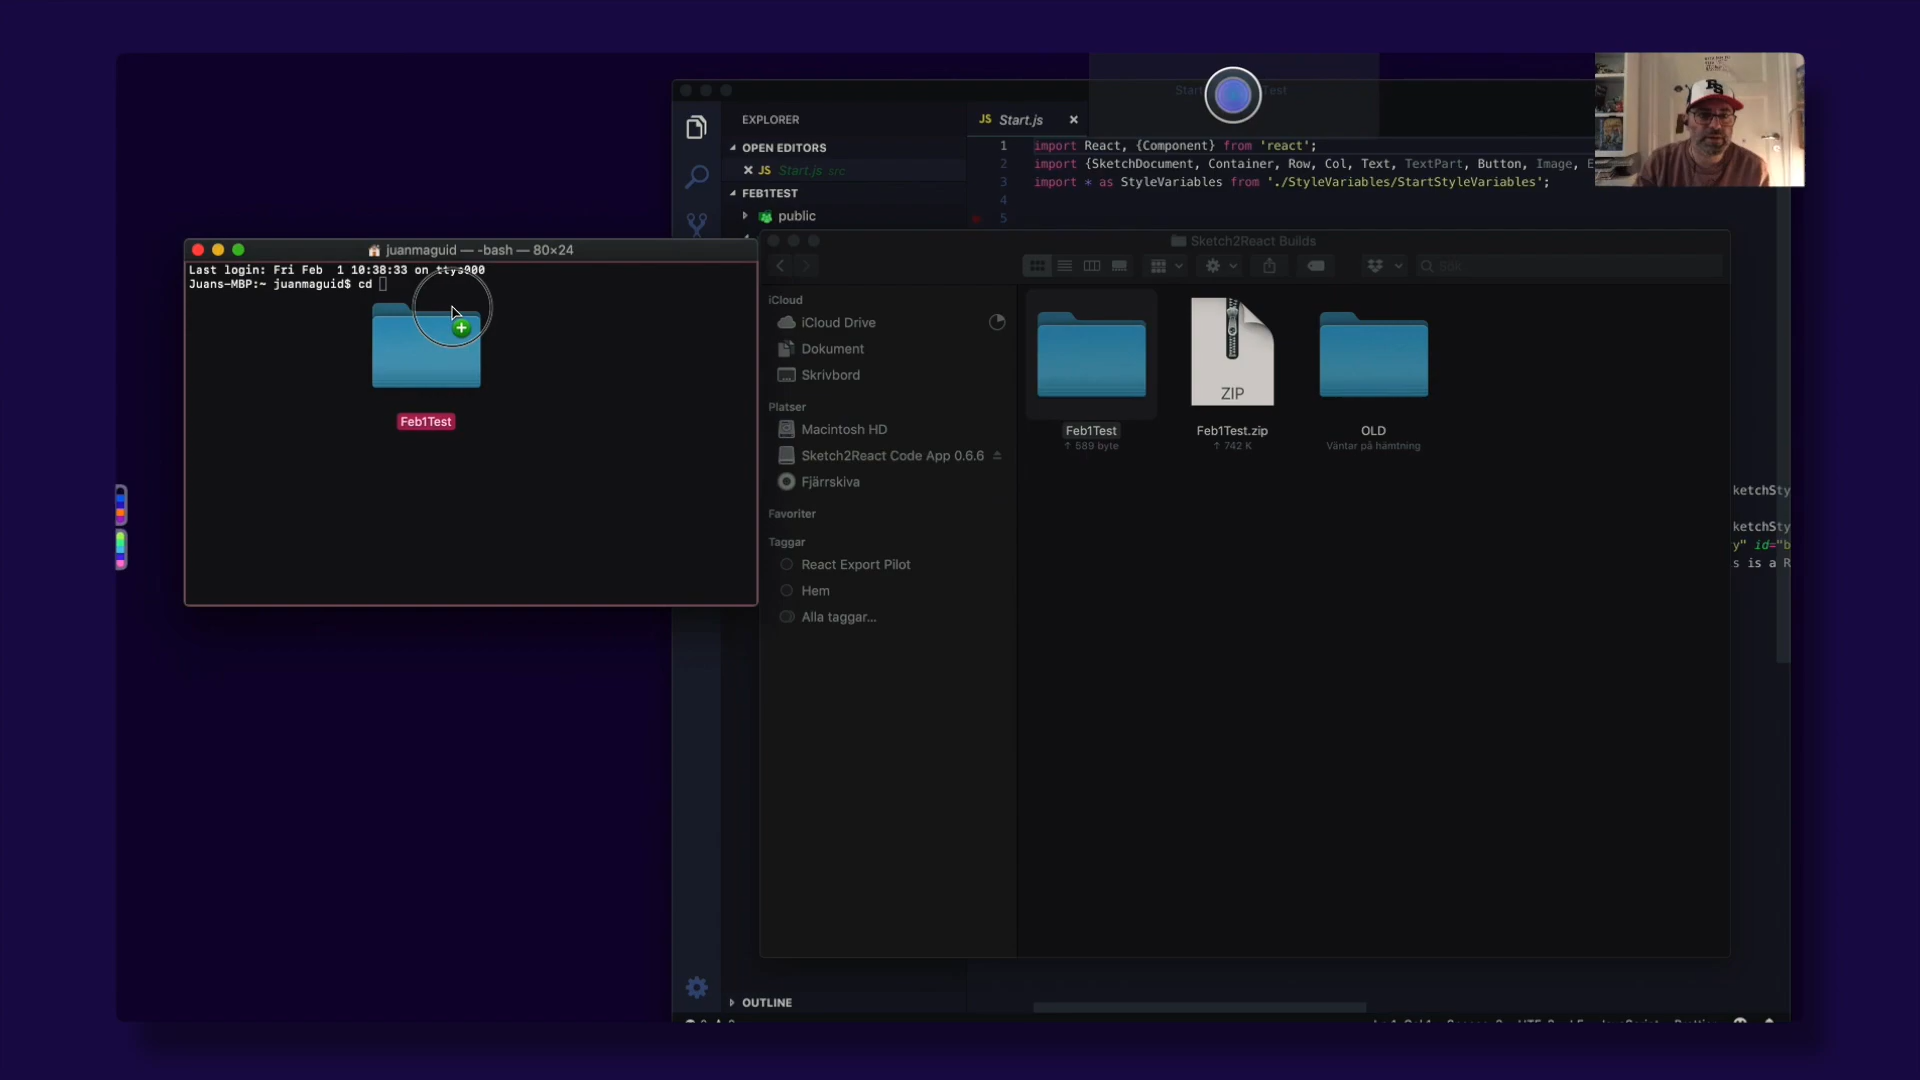 Start
Test
EXPLORER
OPEN EDITORS
JS Start.js src
FEB1TEST
public
JS Start.js
1 import React, {Component} from 'react';
2 import {SketchDocument, Container, Row, Col, Text, TextPart, Button, Image, E
3 import * as StyleVariables from './StyleVariables/StartStyleVariables';
4
5
juanmaguid — -bash — 80×24
Last login: Fri Feb 1 10:38:33 on ttys000
Juans-MBP:~ juanmaguid$ cd
Feb1Test
Sketch2React Builds
Sök
iCloud
iCloud Drive
Dokument
Skrivbord
Platser
Macintosh HD
Sketch2React Code App 0.6.6
Fjärrskiva
Favoriter
Taggar
React Export Pilot
Hem
Alla taggar...
Feb1Test
↑ 589 byte
ZIP
Feb1Test.zip
↑ 742 K
OLD
Väntar på hämtning
ketchSty
ketchSty
y" id="b
s is a R
OUTLINE